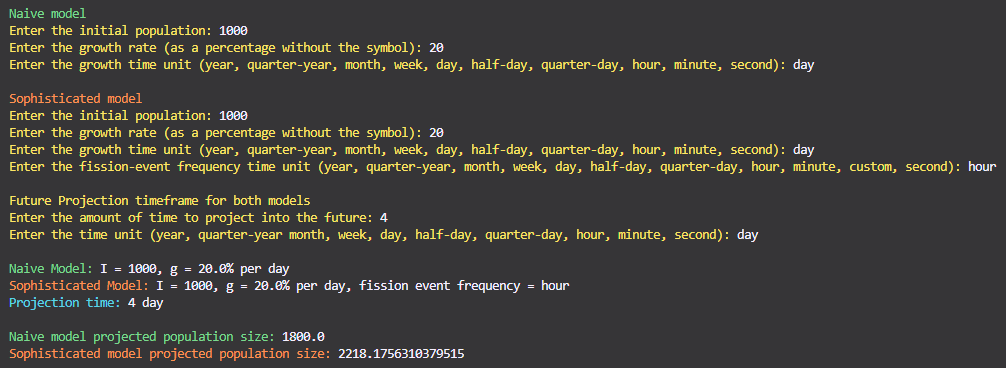 Naive model
Enter the initial population: 1000
Enter the growth rate (as a percentage without the symbol): 20
Enter the growth time unit (year, quarter-year, month, week, day, half-day, quarter-day, hour, minute, second): day
Sophisticated model
Enter the initial population: 1000
Enter the growth rate (as a percentage without the symbol): 20
Enter the growth time unit (year, quarter-year, month, week, day, half-day, quarter-day, hour, minute, second): day
Enter the fission-event frequency time unit (year, quarter-year, month, week, day, half-day, quarter-day, hour, minute, custom, second): hour
Future Projection timeframe for both models
Enter the amount of time to project into the future: 4
Enter the time unit (year, quarter-year month, week, day, half-day, quarter-day, hour, minute, second): day
Naive Model: I = 1000, g = 20.0% per day
Sophisticated Model: I = 1000, g = 20.0% per day, fission event frequency = hour
Projection time: 4 day
Naive model projected population size: 1800.0
Sophisticated model projected population size: 2218.1756310379515